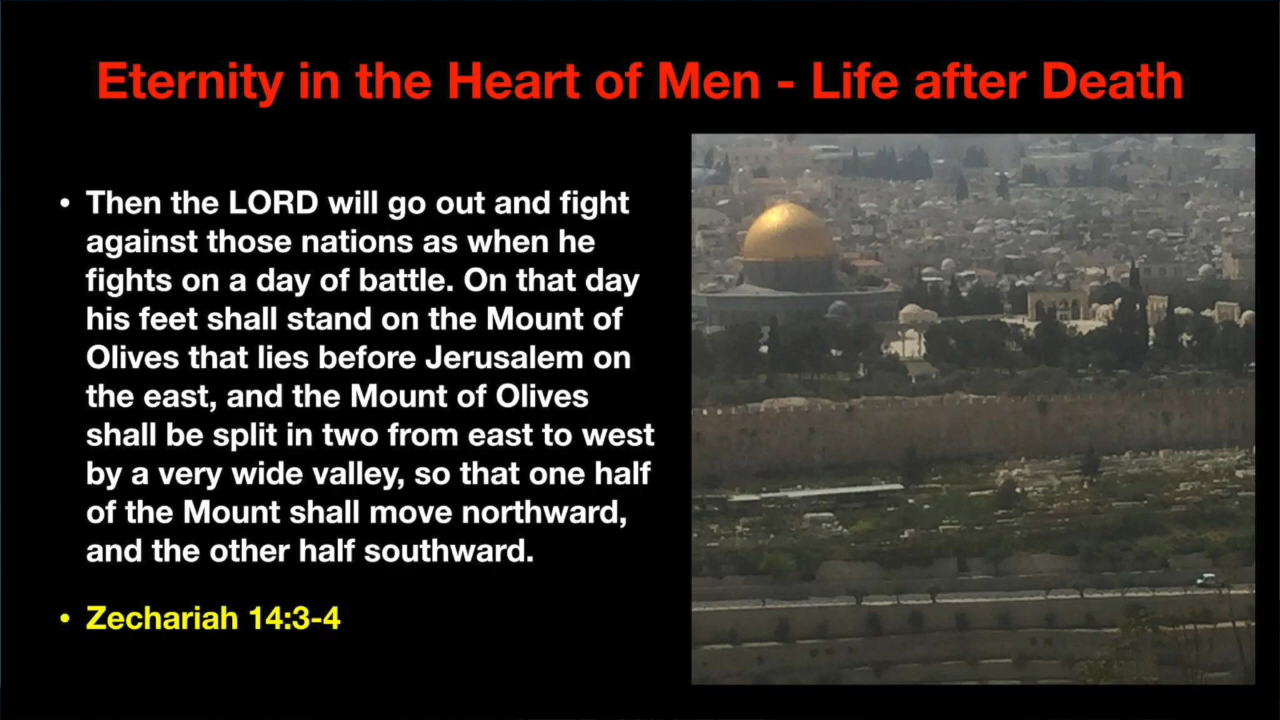 Eternity in the Heart of Men - Life after Death
• Then the LORD will go out and fight
against those nations as when he
fights on a day of battle. On that day
his feet shall stand on the Mount of
Olives that lies before Jerusalem on
the east, and the Mount of Olives
shall be split in two from east to west
by a very wide valley, so that one half
of the Mount shall move northward,
and the other half southward.
• Zechariah 14:3-4